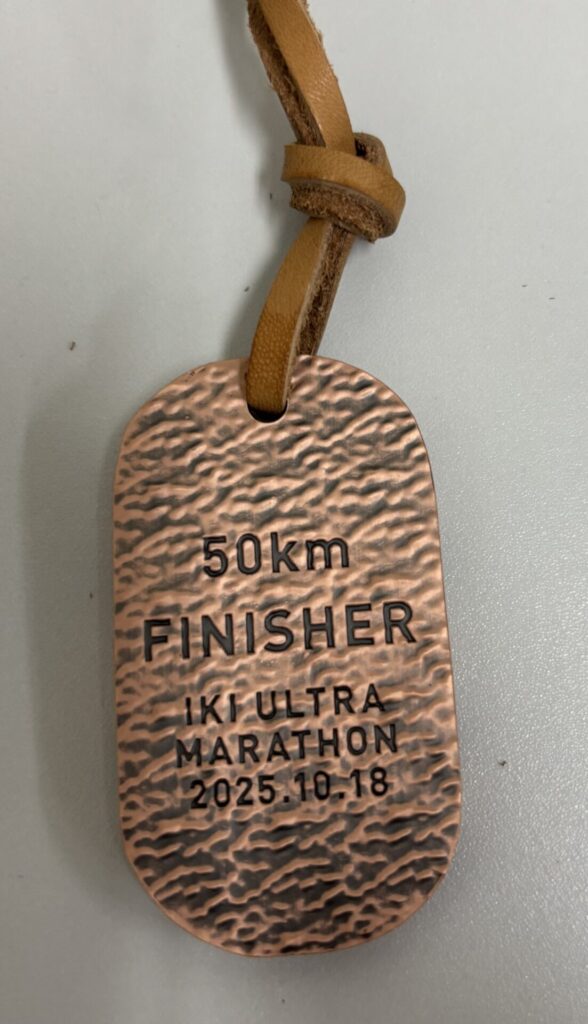 50km
FINISHER
IKI ULTRA
MARATHON
2025.10.18